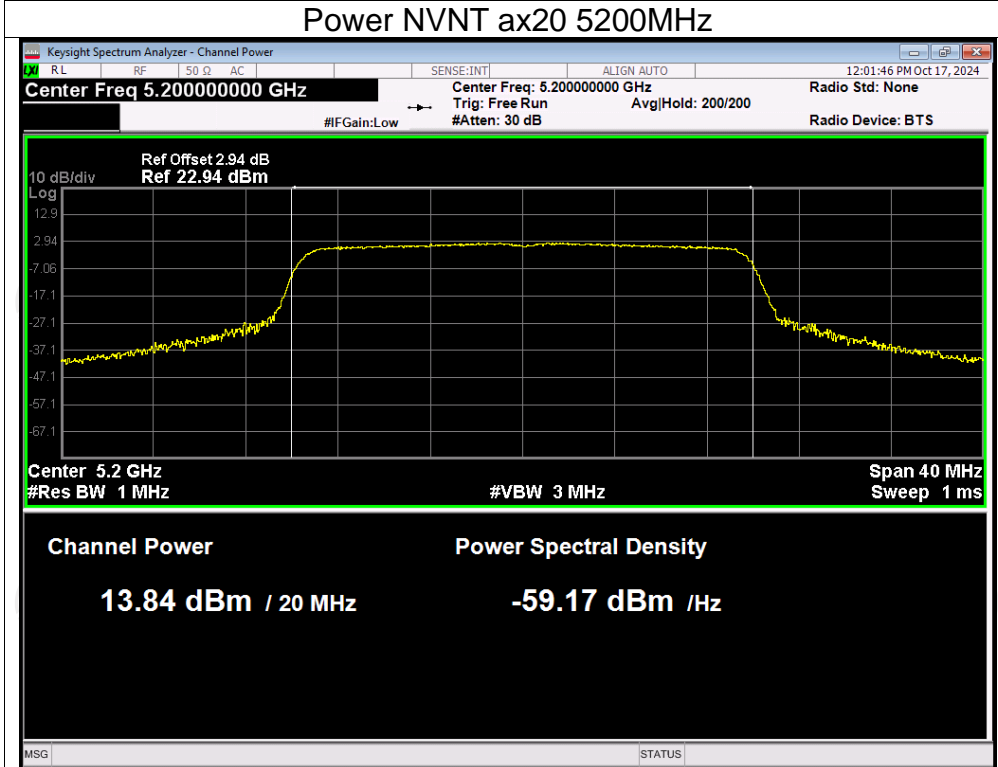 Power NVNT ax20 5200MHz
Keysight Spectrum Analyzer - Channel Power
LXI RL RF 50 Ω AC SENSE:INT ALIGN AUTO 12:01:46 PM Oct 17, 2024
Center Freq 5.200000000 GHz Center Freq: 5.200000000 GHz Radio Std: None
Trig: Free Run Avg|Hold: 200/200
#IFGain:Low #Atten: 30 dB Radio Device: BTS
Ref Offset 2.94 dB
10 dB/div Ref 22.94 dBm
Log
12.9
2.94
-7.06
-17.1
-27.1
-37.1
-47.1
-57.1
-67.1
Center 5.2 GHz Span 40 MHz
#Res BW 1 MHz #VBW 3 MHz Sweep 1 ms
Channel Power Power Spectral Density
13.84 dBm / 20 MHz -59.17 dBm /Hz
MSG STATUS